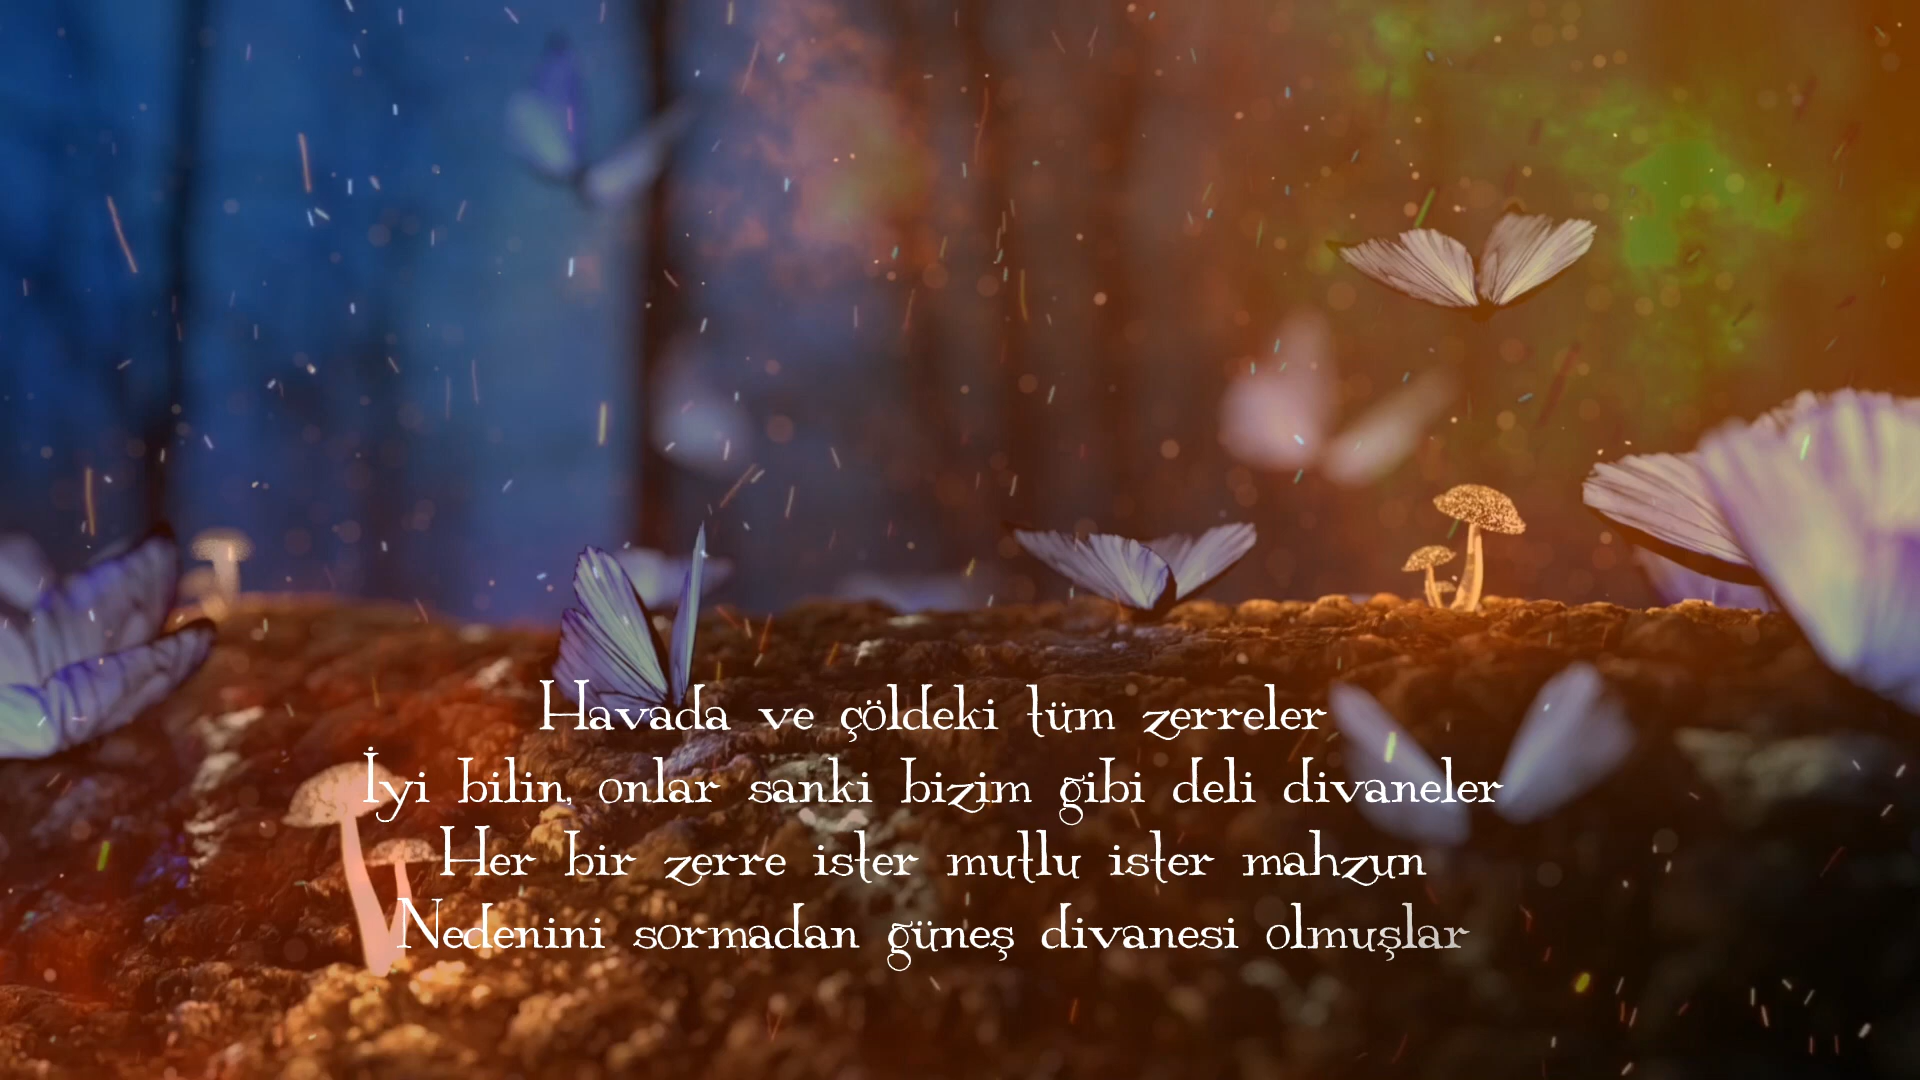 Havada ve çöldeki tüm zerreler
İyi bilin, onlar sanki bizim gibi deli divaneler
Her bir zerre ister mutlu ister mahzun
Nedenini sormadan güneş divanesi olmuşlar